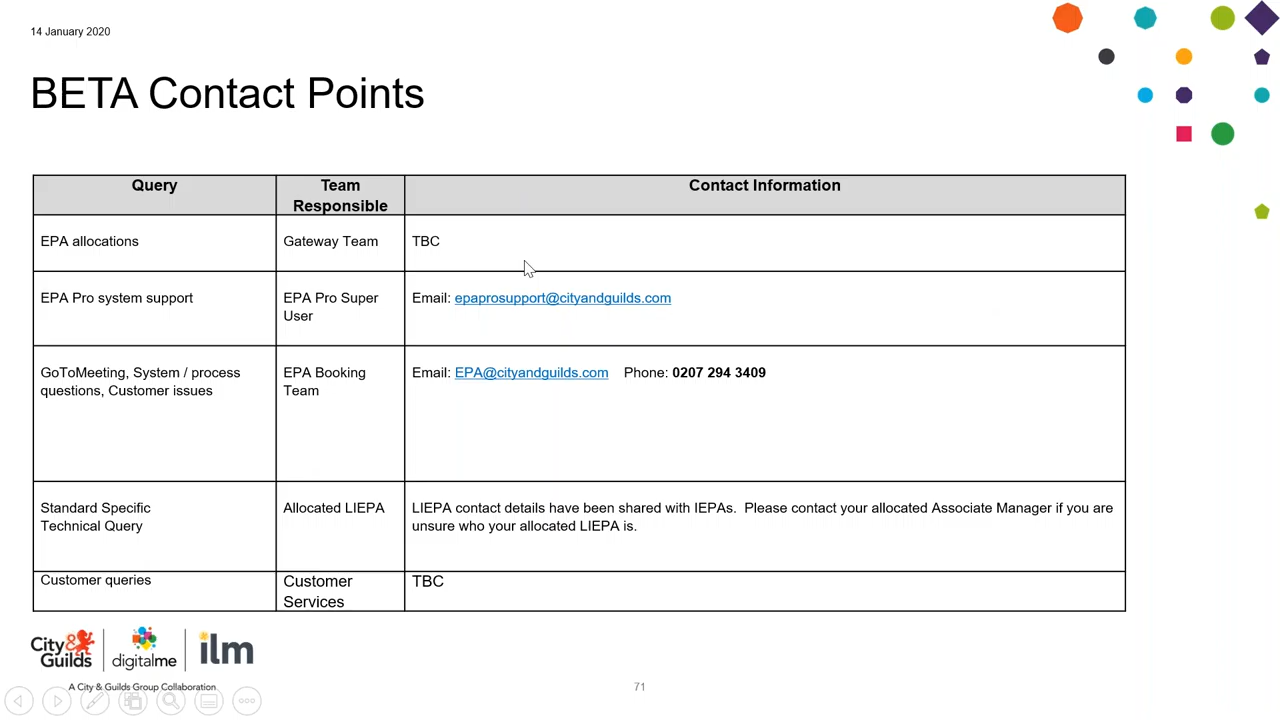 14 January 2020
BETA Contact Points
Query
Team
Responsible
Contact Information
EPA allocations
Gateway Team
TBC
EPA Pro system support
EPA Pro Super
User
Email: epaprosupport@cityandguilds.com
GoToMeeting, System / process
questions, Customer issues
EPA Booking
Team
Email: EPA@cityandguilds.com Phone: 0207 294 3409
Standard Specific
Technical Query
Allocated LIEPA
LIEPA contact details have been shared with IEPAs. Please contact your allocated Associate Manager if you are
unsure who your allocated LIEPA is.
Customer queries
Customer
Services
TBC
City&
Guilds
digitalme
ilm
A City & Guilds Group Collaboration
71